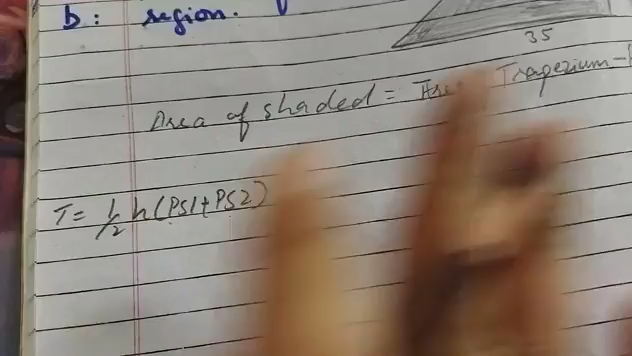 b: region.
35
Area of shaded = Trapezium -
T = 1/2 h (PS1+PS2)